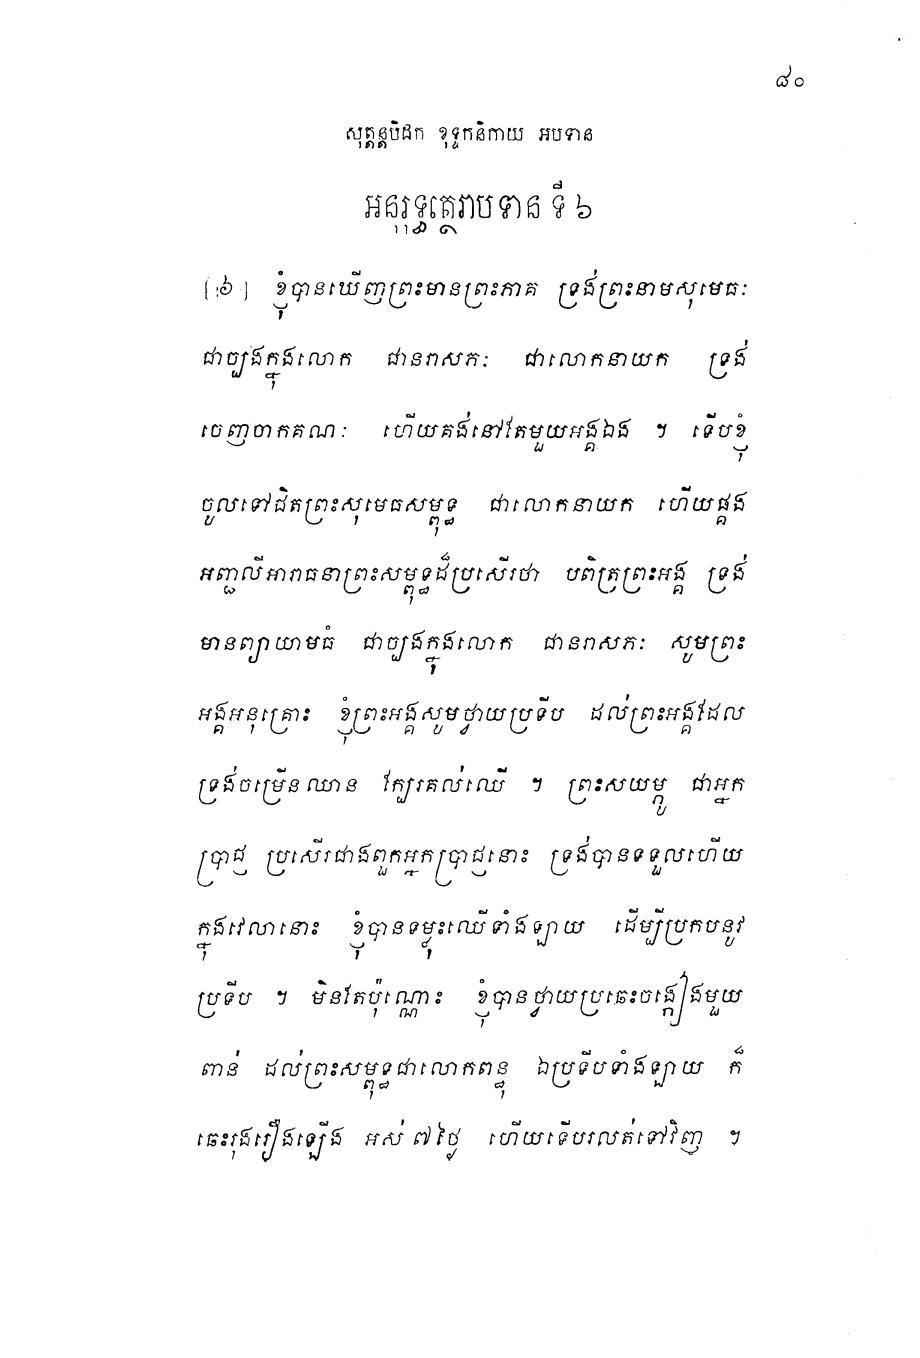 ៨០
សុត្តន្តបិដក ខុទ្ទកនិកាយ អបទាន
អនុរុទ្ធត្ថេរាបទាន ទី ៦
[៦] ខ្ញុំបានឃើញព្រះមានព្រះភាគ ទ្រង់ព្រះនាមសុមេធៈ
ជាច្បងក្នុងលោក ជានរាសភៈ ជាលោកនាយក ទ្រង់
ចេញចាកគណៈ ហើយគង់នៅតែមួយអង្គឯង ។ ទើបខ្ញុំ
ចូលទៅជិតព្រះសុមេធសម្ពុទ្ធ ជាលោកនាយក ហើយផ្គង
អញ្ជលីអារាធនាព្រះសម្ពុទ្ធដ៏ប្រសើរថា បពិត្រព្រះអង្គ ទ្រង់
មានព្យាយាមធំ ជាច្បងក្នុងលោក ជានរាសភៈ សូមព្រះ
អង្គអនុគ្រោះ ខ្ញុំព្រះអង្គសូមថ្វាយប្រទីប ដល់ព្រះអង្គដែល
ទ្រង់ចម្រើនឈាន ក្បែរគល់ឈើ ។ ព្រះសយម្ភូ ជាអ្នក
ប្រាជ្ញ ប្រសើរជាងពួកអ្នកប្រាជ្ញនោះ ទ្រង់បានទទួលហើយ
ក្នុងវេលានោះ ខ្ញុំបានទម្លុះឈើទាំងឡាយ ដើម្បីប្រកបនូវ
ប្រទីប ។ មិនតែប៉ុណ្ណោះ ខ្ញុំបានថ្វាយប្រឆេះចង្កៀងមួយ
ពាន់ ដល់ព្រះសម្ពុទ្ធជាលោកពន្ធុ ឯប្រទីបទាំងឡាយ ក៏
ឆេះរុងរឿងឡើង អស់ ៧ ថ្ងៃ ហើយទើបរលត់ទៅវិញ ។